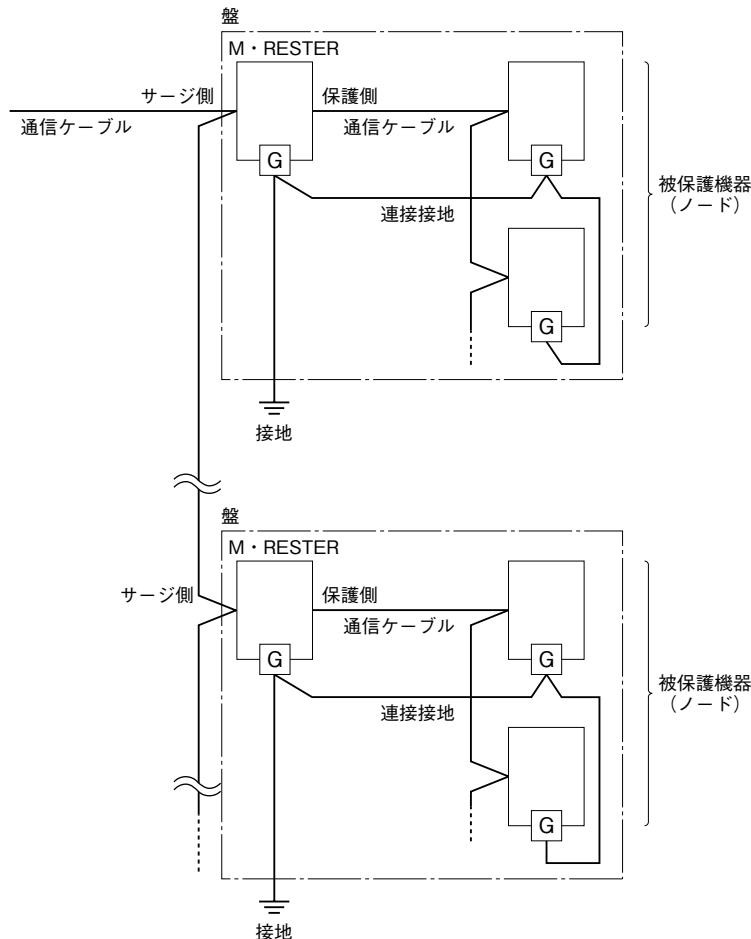 盤
M・RESTER
サージ側
保護側
通信ケーブル
通信ケーブル
G
G
連接接地
被保護機器
（ノード）
G
接地
盤
M・RESTER
サージ側
保護側
通信ケーブル
G
G
連接接地
被保護機器
（ノード）
G
接地